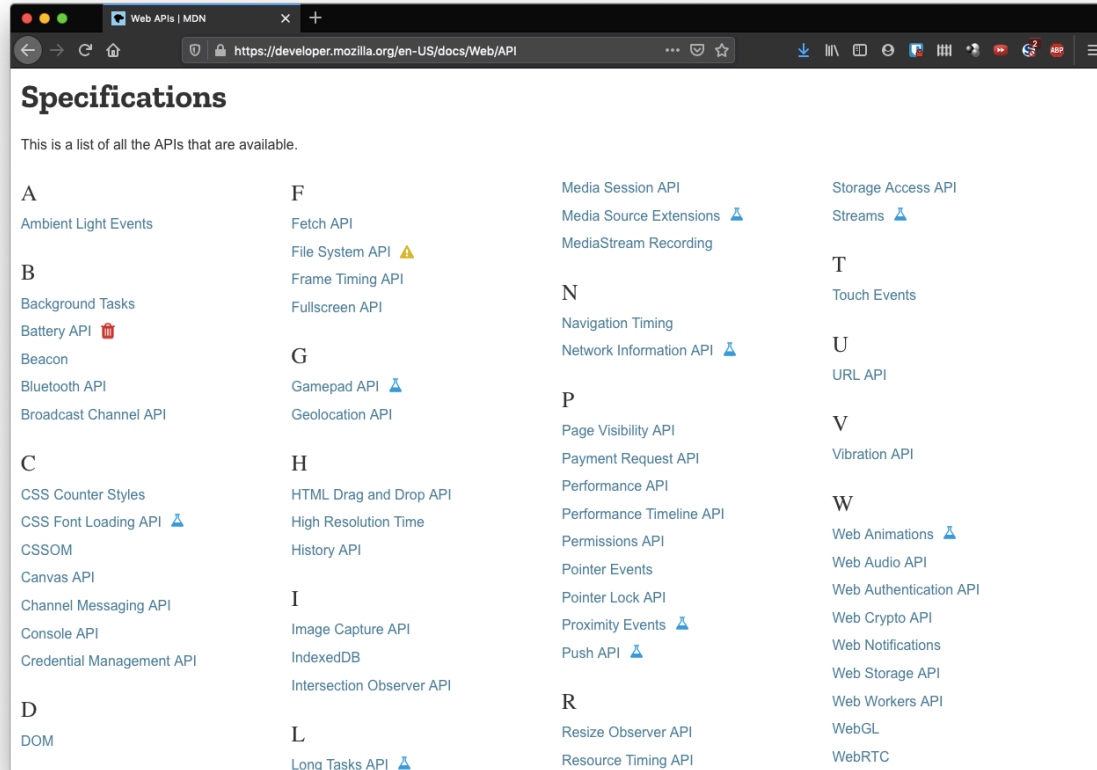 Web APIs | MDN
https://developer.mozilla.org/en-US/docs/Web/API
2
ABP
Specifications
This is a list of all the APIs that are available.
A
Ambient Light Events
B
Background Tasks
Battery API
Beacon
Bluetooth API
Broadcast Channel API
C
CSS Counter Styles
CSS Font Loading API
CSSOM
Canvas API
Channel Messaging API
Console API
Credential Management API
D
DOM
F
Fetch API
File System API
Frame Timing API
Fullscreen API
G
Gamepad API
Geolocation API
H
HTML Drag and Drop API
High Resolution Time
History API
I
Image Capture API
IndexedDB
Intersection Observer API
L
Long Tasks API
Media Session API
Media Source Extensions
MediaStream Recording
N
Navigation Timing
Network Information API
P
Page Visibility API
Payment Request API
Performance API
Performance Timeline API
Permissions API
Pointer Events
Pointer Lock API
Proximity Events
Push API
R
Resize Observer API
Resource Timing API
Storage Access API
Streams
T
Touch Events
U
URL API
V
Vibration API
W
Web Animations
Web Audio API
Web Authentication API
Web Crypto API
Web Notifications
Web Storage API
Web Workers API
WebGL
WebRTC